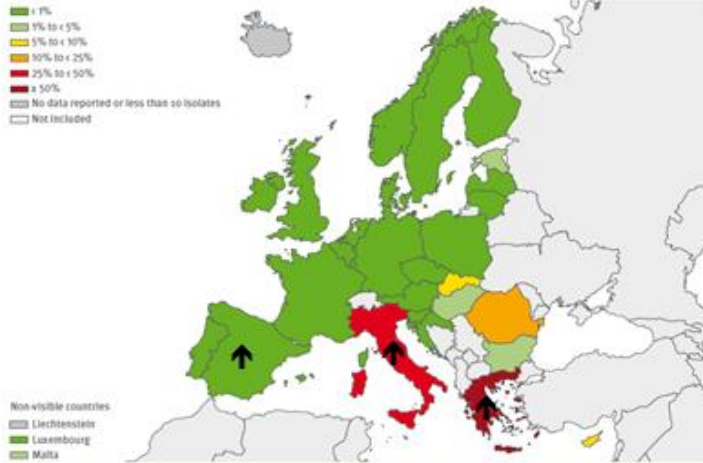 < 1%
1% to < 5%
5% to < 10%
10% to < 25%
25% to < 50%
≥ 50%
No data reported or less than 10 isolates
Not included
Non-visible countries
Liechtenstein
Luxembourg
Malta